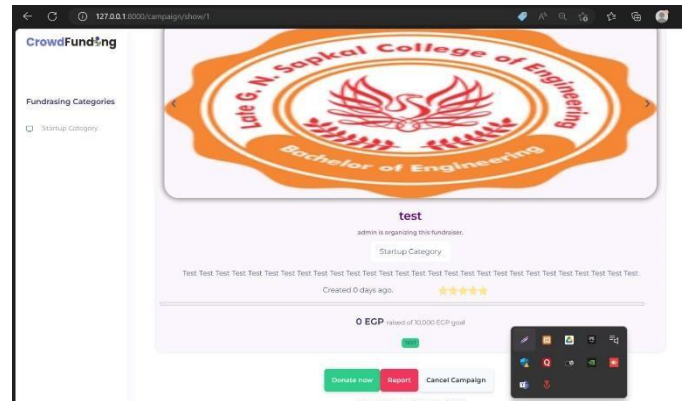 127.0.0.1:8000/campaign/show/1
CrowdFunding
Fundrasing Categories
Startup Category
Late G. N. Sapkal College of Engineering
Bachelor of Engineering
test
admin is organizing this fundraiser.
Startup Category
Test Test Test Test Test Test Test Test Test Test Test Test Test Test Test Test Test Test Test Test Test Test Test Test Test Test Test Test.
Created 0 days ago.
0 EGP raised of 10,000 EGP goal
Donate now
Report
Cancel Campaign